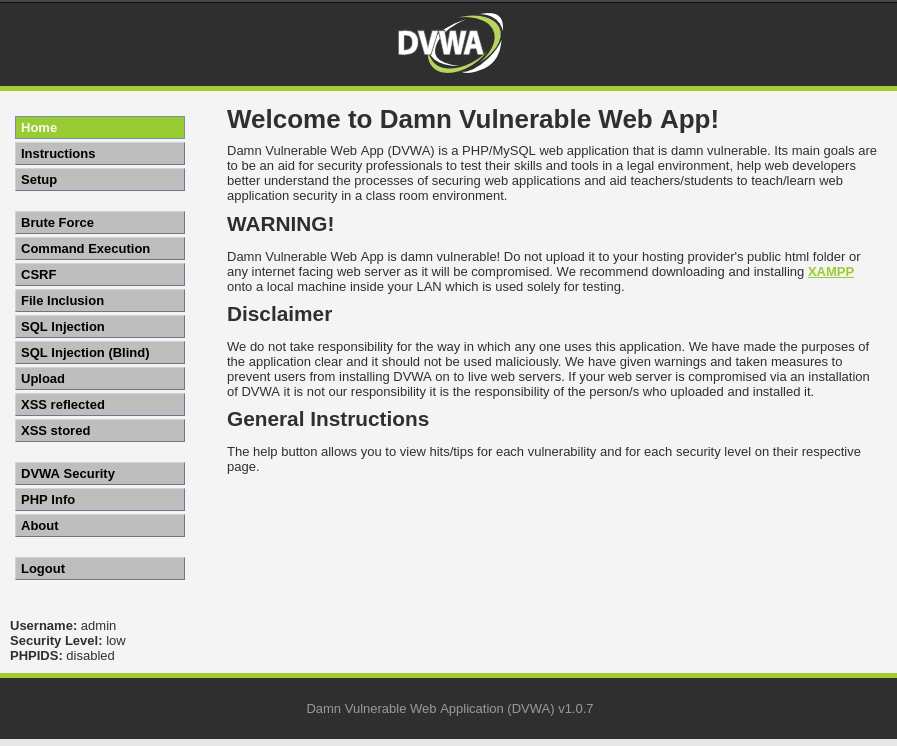 DVWA
Home
Instructions
Setup
Brute Force
Command Execution
CSRF
File Inclusion
SQL Injection
SQL Injection (Blind)
Upload
XSS reflected
XSS stored
DVWA Security
PHP Info
About
Logout
Username: admin
Security Level: low
PHPIDS: disabled
Welcome to Damn Vulnerable Web App!
Damn Vulnerable Web App (DVWA) is a PHP/MySQL web application that is damn vulnerable. Its main goals are
to be an aid for security professionals to test their skills and tools in a legal environment, help web developers
better understand the processes of securing web applications and aid teachers/students to teach/learn web
application security in a class room environment.
WARNING!
Damn Vulnerable Web App is damn vulnerable! Do not upload it to your hosting provider's public html folder or
any internet facing web server as it will be compromised. We recommend downloading and installing XAMPP
onto a local machine inside your LAN which is used solely for testing.
Disclaimer
We do not take responsibility for the way in which any one uses this application. We have made the purposes of
the application clear and it should not be used maliciously. We have given warnings and taken measures to
prevent users from installing DVWA on to live web servers. If your web server is compromised via an installation
of DVWA it is not our responsibility it is the responsibility of the person/s who uploaded and installed it.
General Instructions
The help button allows you to view hits/tips for each vulnerability and for each security level on their respective
page.
Damn Vulnerable Web Application (DVWA) v1.0.7